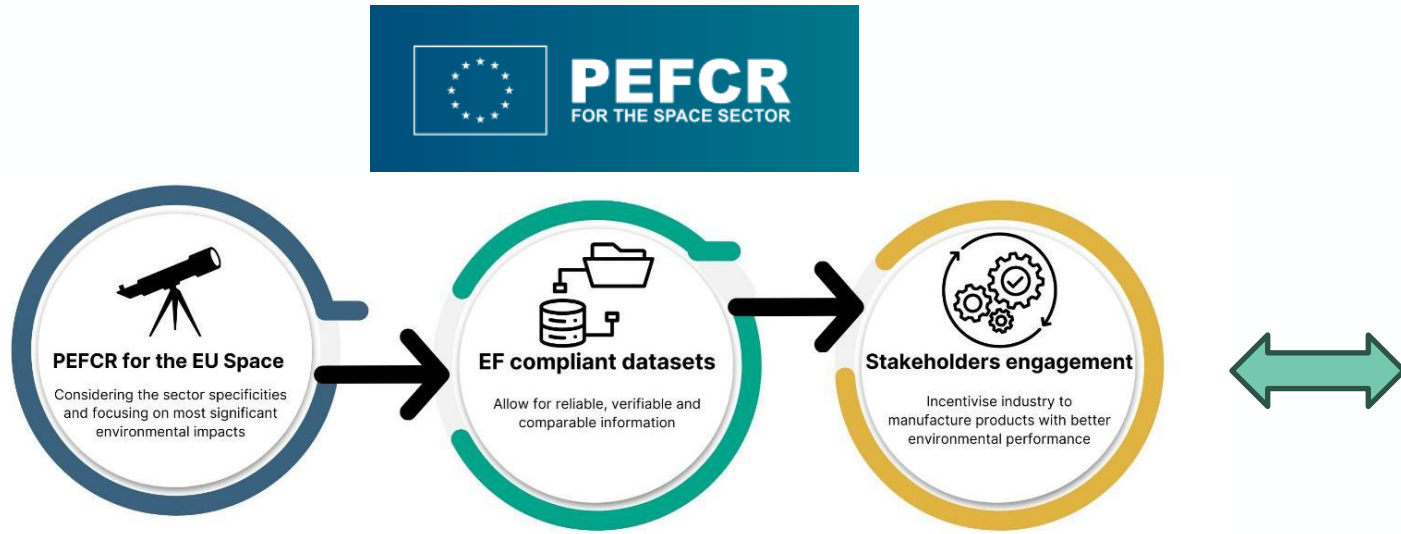 PEFCR
FOR THE SPACE SECTOR
PEFCR for the EU Space
Considering the sector specificities
and focusing on most significant
environmental impacts
EF compliant datasets
Allow for reliable, verifiable and
comparable information
Stakeholders engagement
Incentivise industry to
manufacture products with better
environmental performance